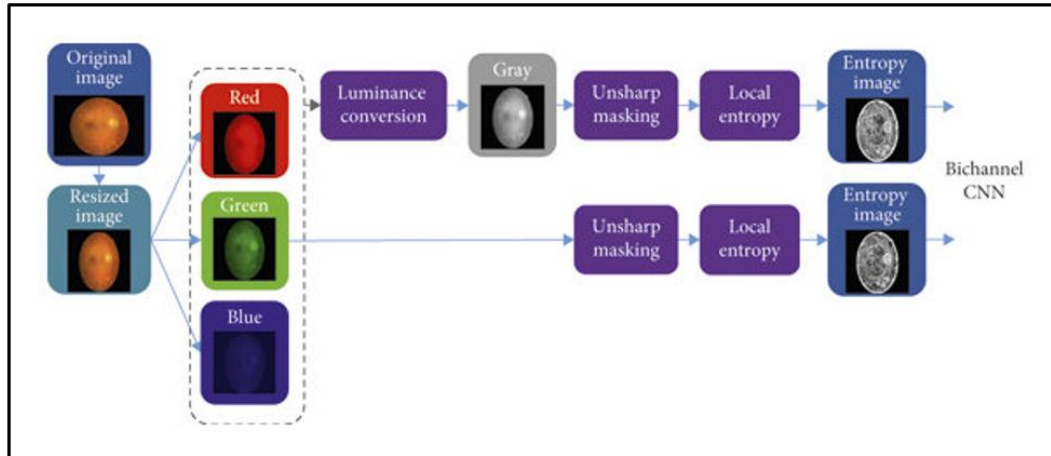 Original
image
Resized
image
Red
Green
Blue
Luminance
conversion
Gray
Unsharp
masking
Local
entropy
Entropy
image
Unsharp
masking
Local
entropy
Entropy
image
Bichannel
CNN